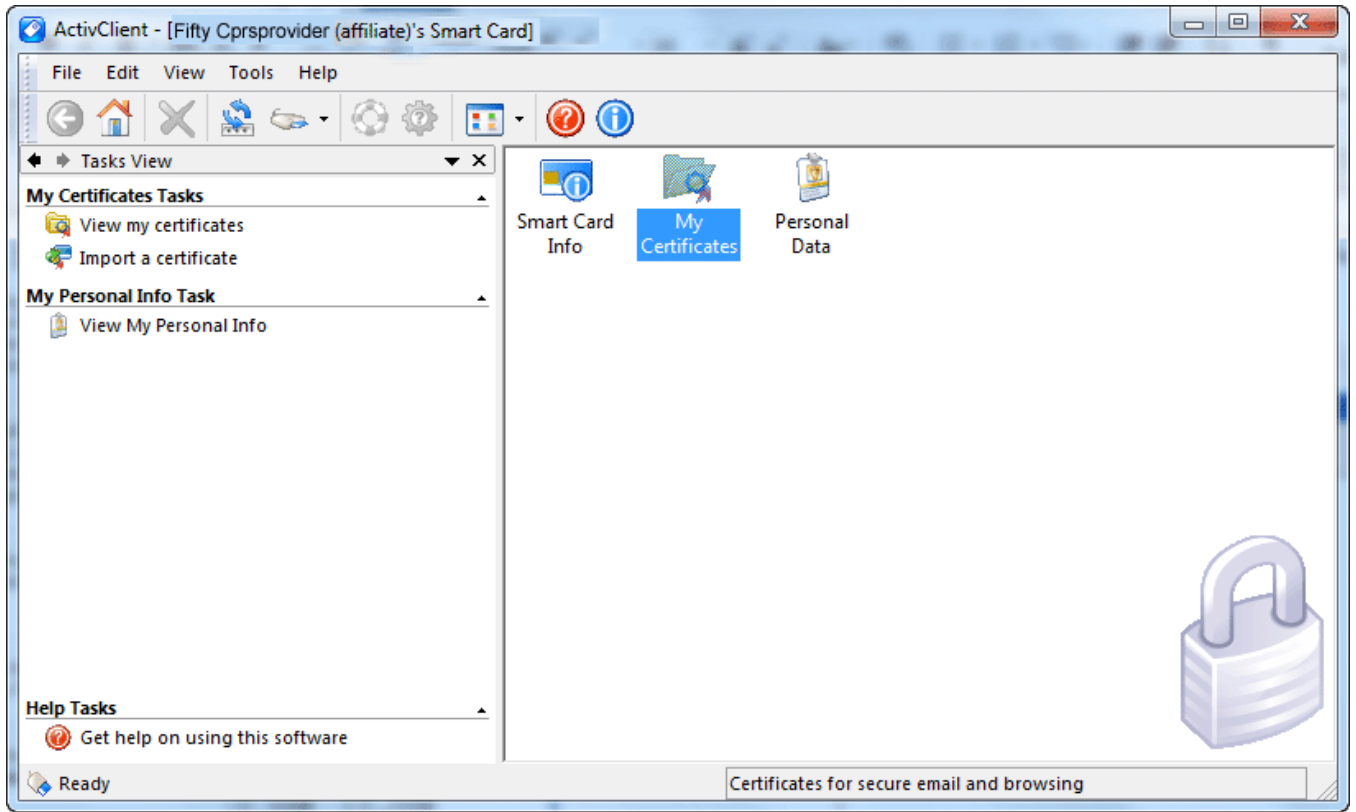 ActivClient - [Fifty Cprsprovider (affiliate)'s Smart Card]
File Edit View Tools Help
Tasks View
My Certificates Tasks
View my certificates
Import a certificate
My Personal Info Task
View My Personal Info
Smart Card
Info
My
Certificates
Personal
Data
Help Tasks
Get help on using this software
Ready
Certificates for secure email and browsing